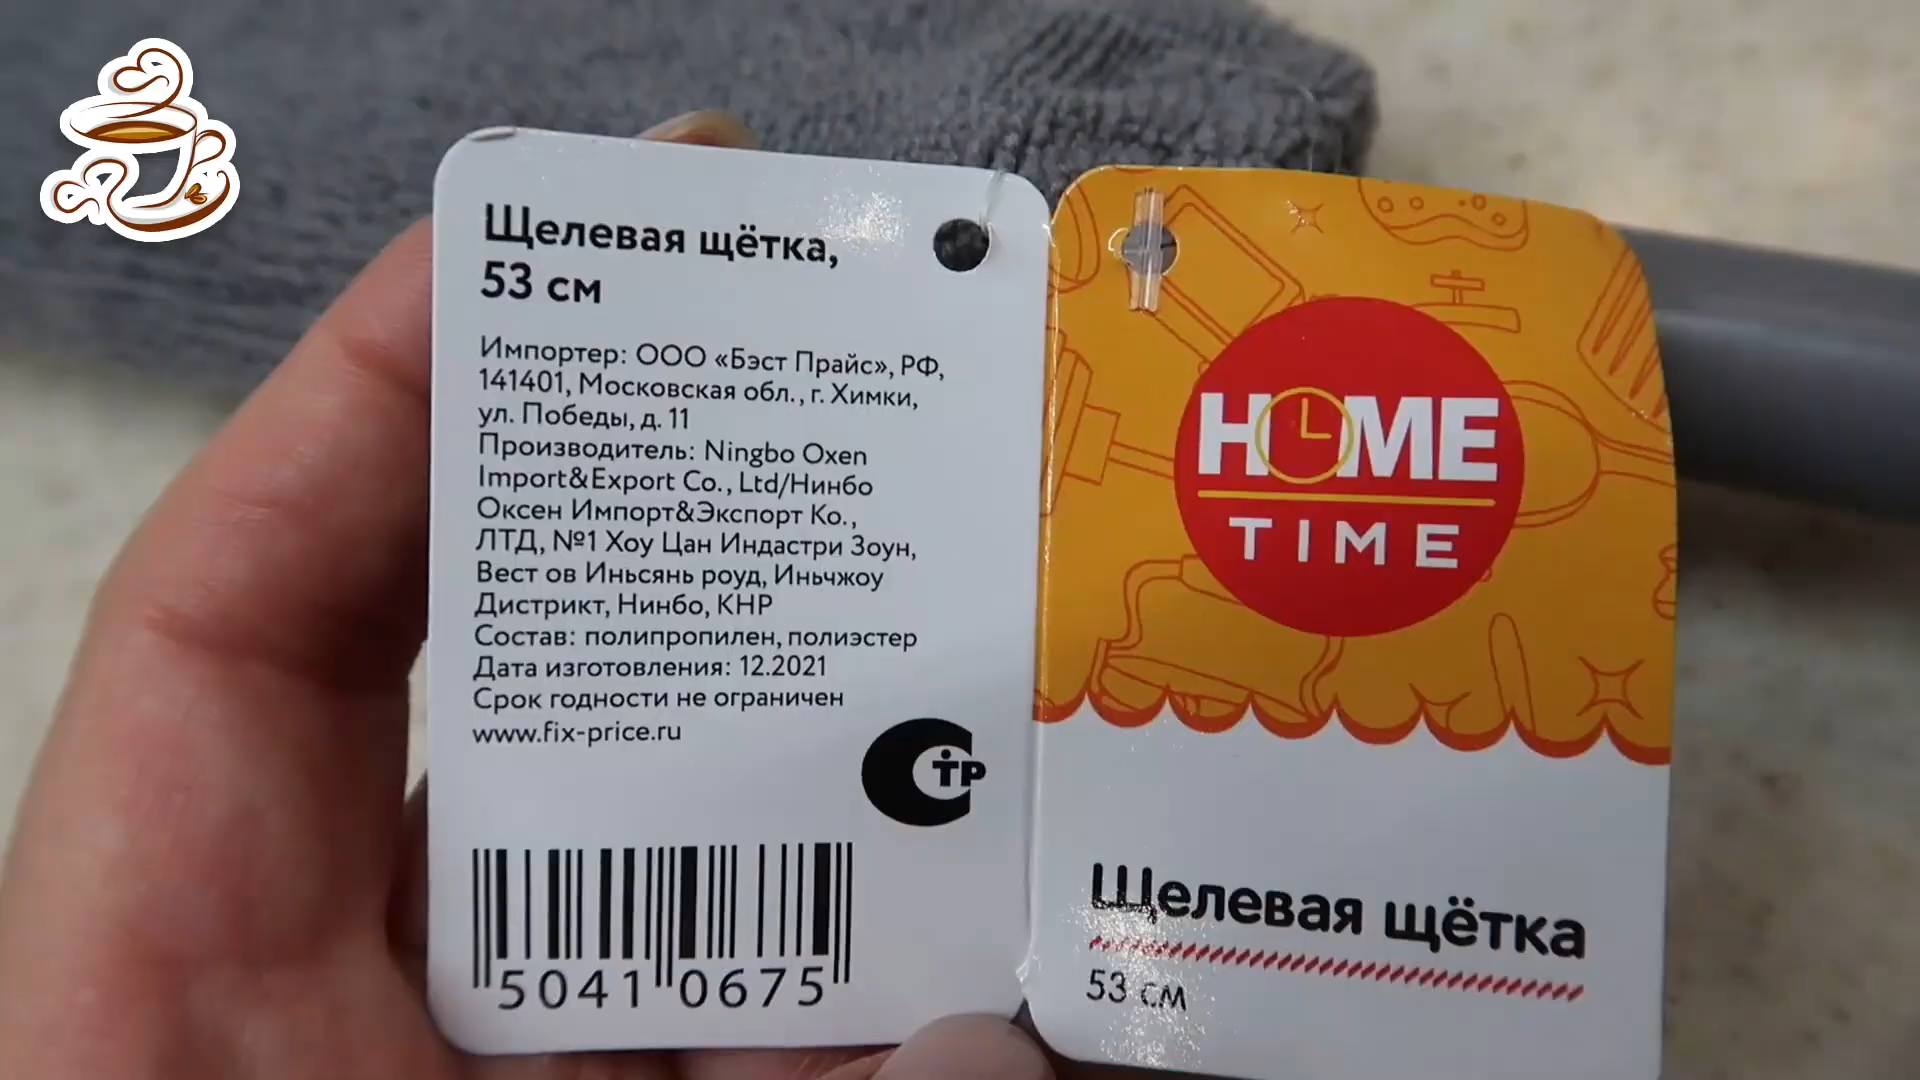 Щелевая щётка,
53 см
Импортер: ООО «Бэст Прайс», РФ,
141401, Московская обл., г. Химки,
ул. Победы, д. 11
Производитель: Ningbo Oxen
Import&Export Co., Ltd/Нинбо
Оксен Импорт&Экспорт Ко.,
ЛТД, №1 Хоу Цан Индастри Зоун,
Вест ов Иньсянь роуд, Иньчжоу
Дистрикт, Нинбо, КНР
Состав: полипропилен, полиэстер
Дата изготовления: 12.2021
Срок годности не ограничен
www.fix-price.ru
СТР
50410675
HOME
TIME
Щелевая щётка
53 см